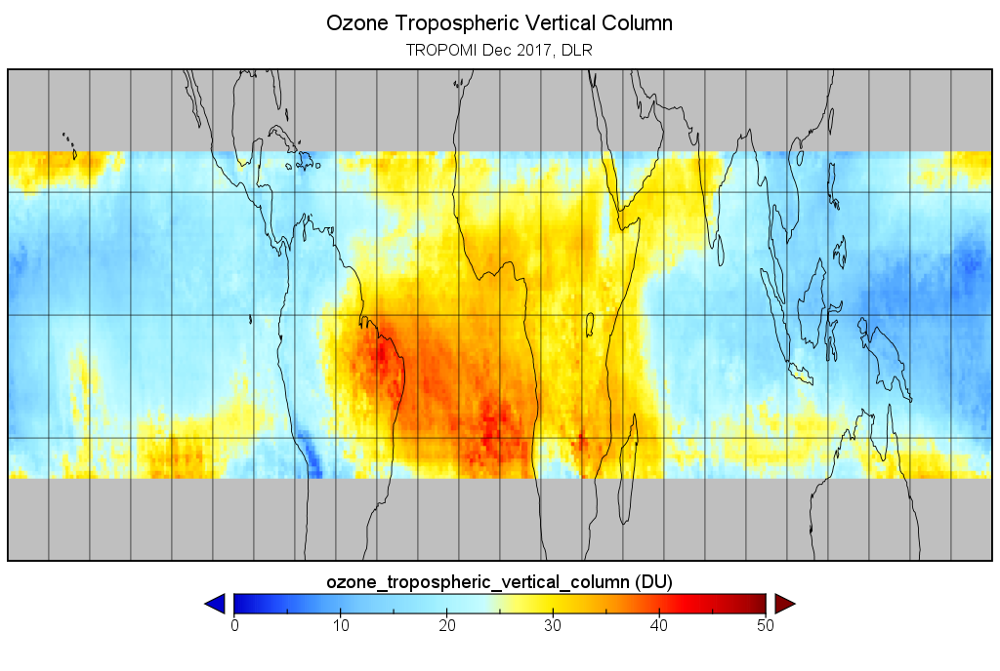 Ozone Tropospheric Vertical Column
TROPOMI Dec 2017, DLR
ozone_tropospheric_vertical_column (DU)
0 10 20 30 40 50